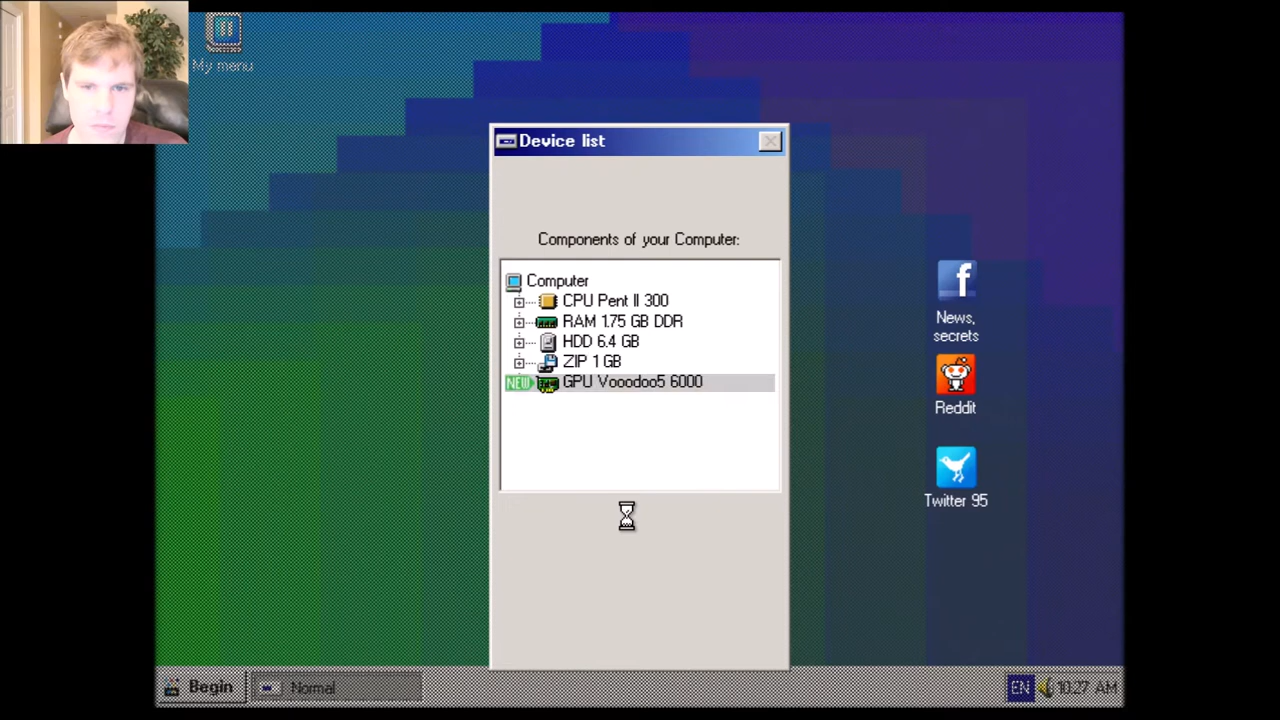 My menu
Device list
Components of your Computer:
Computer
CPU Pent II 300
RAM 1.75 GB DDR
HDD 6.4 GB
ZIP 1 GB
NEW GPU Vooodoo5 6000
f
News,
secrets
Reddit
Twitter 95
Begin
Normal
EN
10:27 AM